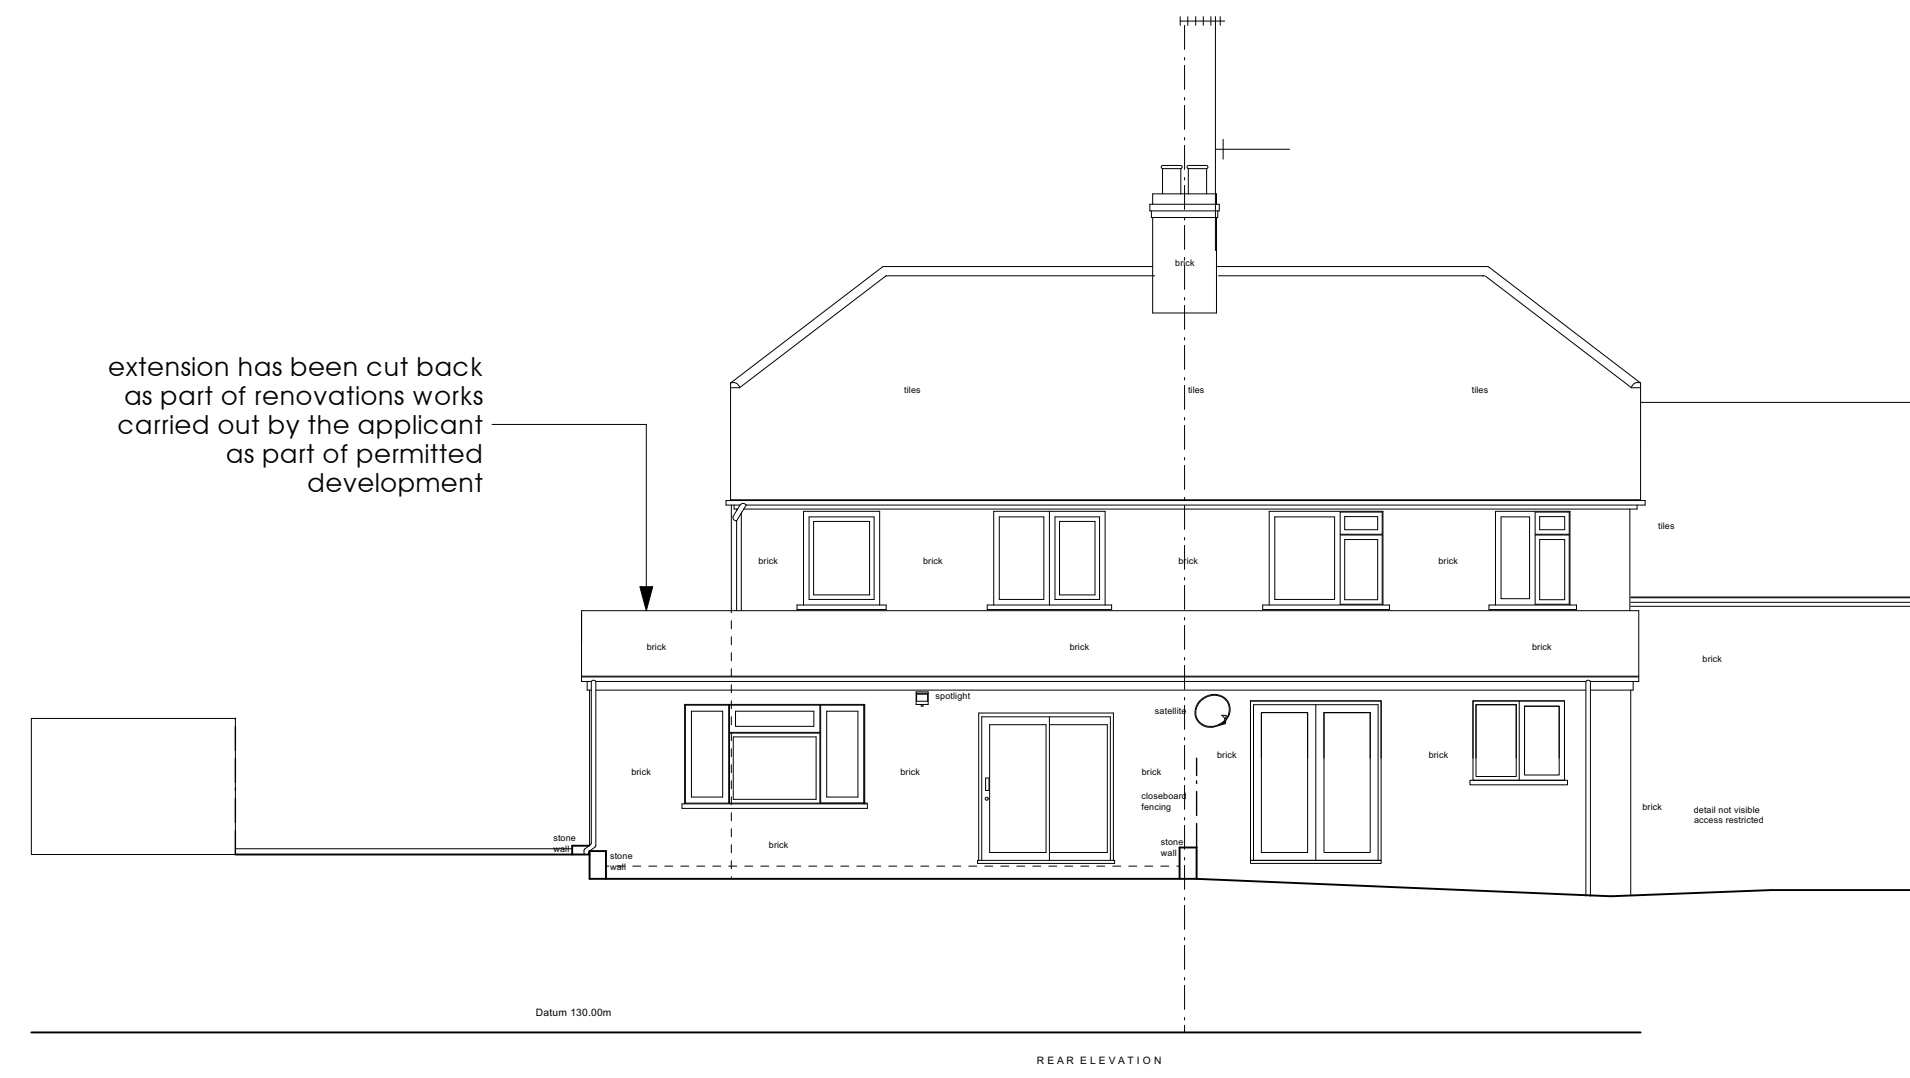 brick
extension has been cut back
as part of renovations works
carried out by the applicant
as part of permitted
development
tiles
tiles
tiles
tiles
brick
brick
brick
brick
brick
brick
brick
brick
spotlight
satellite
brick
brick
brick
brick
brick
closeboard
fencing
brick
detail not visible
access restricted
stone
wall
brick
stone
wall
stone
wall
Datum 130.00m
REAR ELEVATION